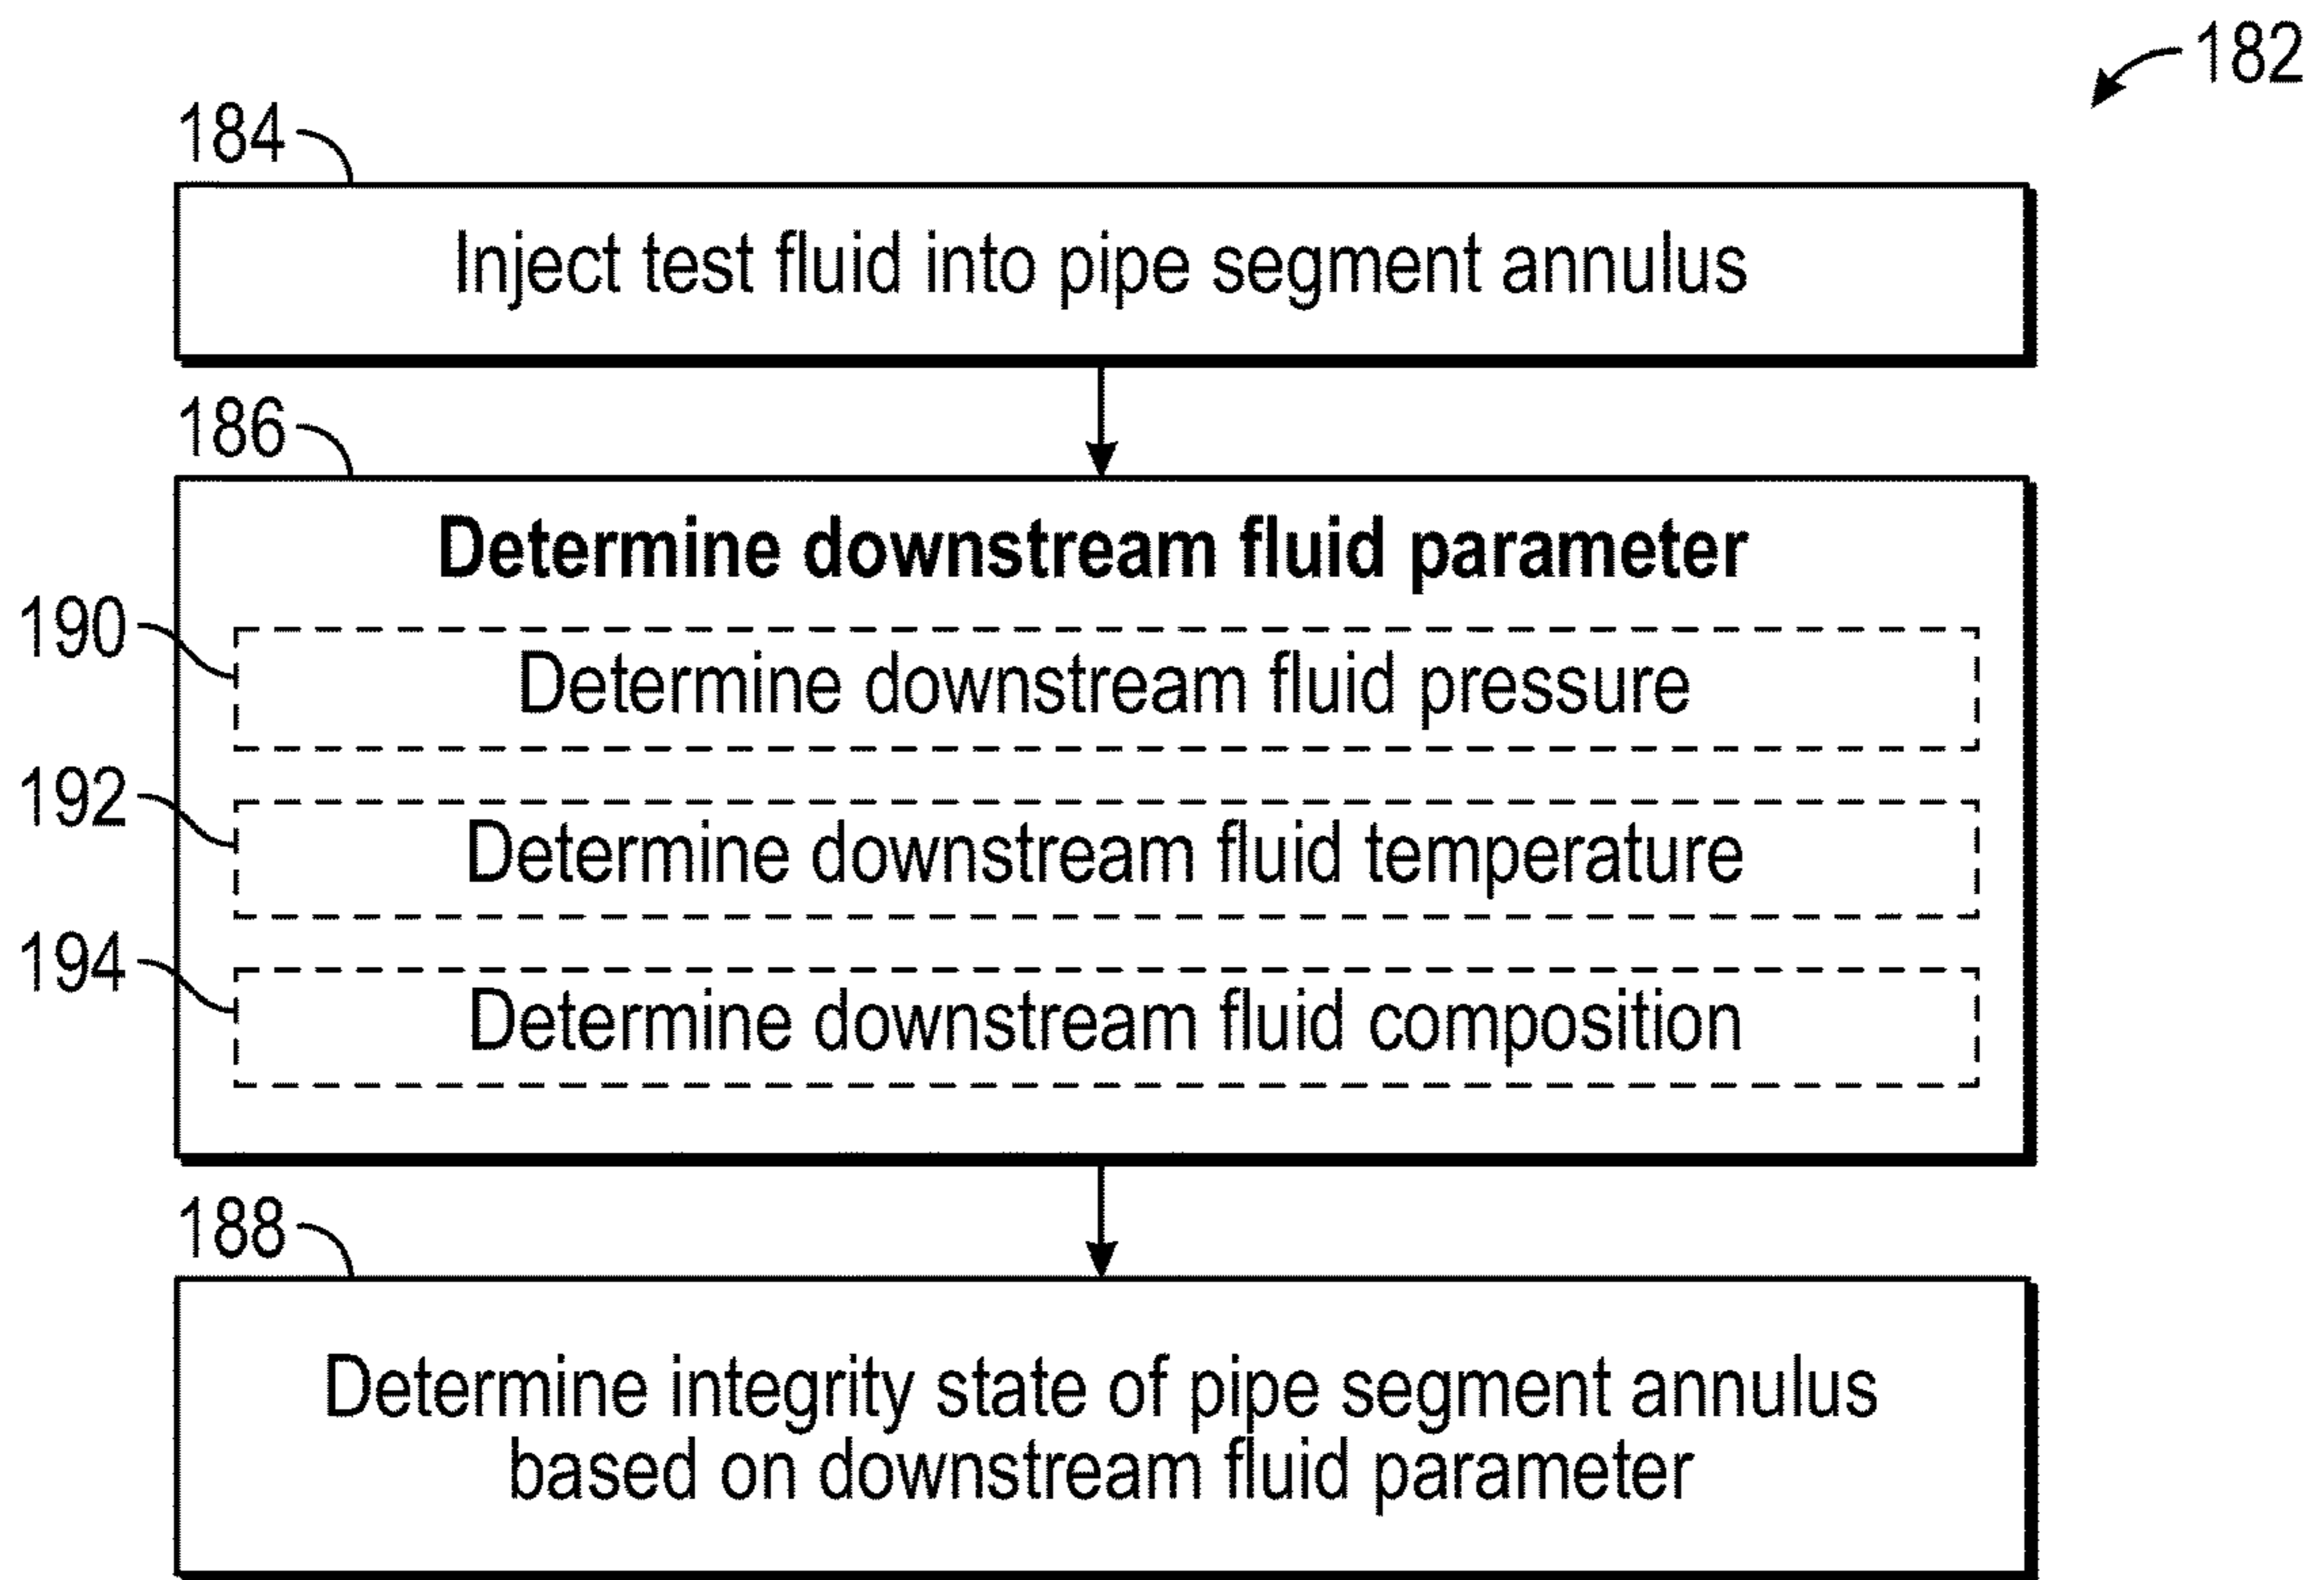 182
184
Inject test fluid into pipe segment annulus
186
Determine downstream fluid parameter
190
Determine downstream fluid pressure
192
Determine downstream fluid temperature
194
Determine downstream fluid composition
188
Determine integrity state of pipe segment annulus
based on downstream fluid parameter